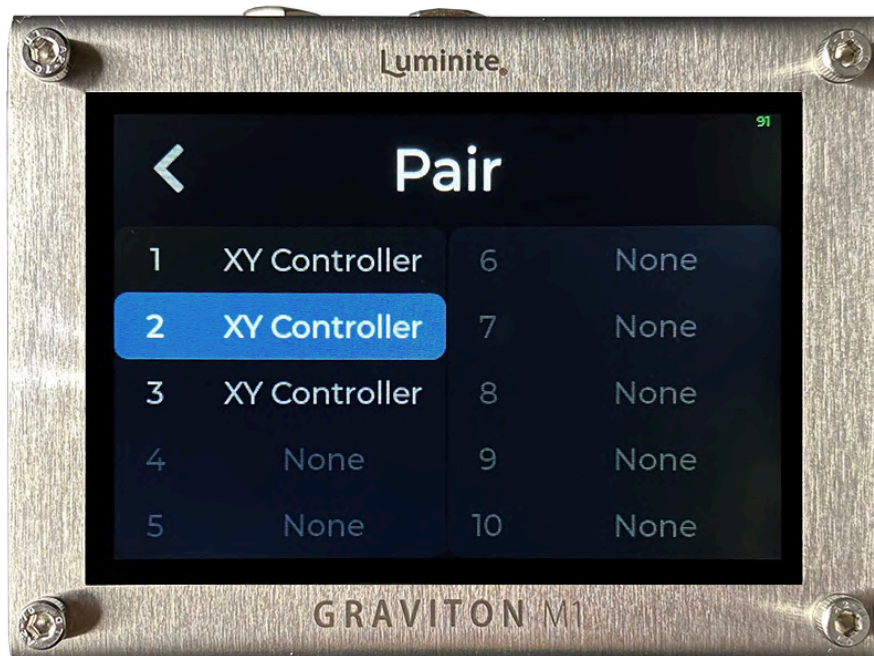 Luminite
91
Pair
1 XY Controller
2 XY Controller
3 XY Controller
4 None
5 None
6 None
7 None
8 None
9 None
10 None
GRAVITON M1